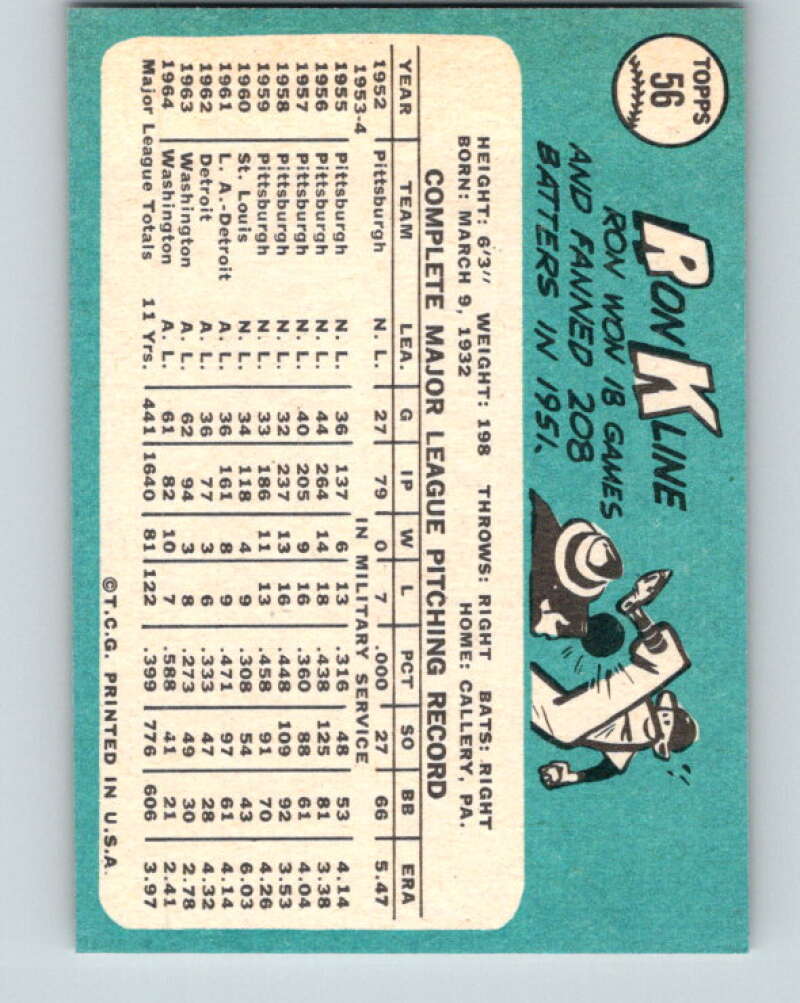 TOPPS
56
RON KLINE
RON WON 18 GAMES
AND FANNED 208
BATTERS IN 1951.
HEIGHT: 6'3" WEIGHT: 198 THROWS: RIGHT BATS: RIGHT
BORN: MARCH 9, 1932 HOME: CALLERY, PA.
COMPLETE MAJOR LEAGUE PITCHING RECORD
YEAR TEAM LEA. G IP W L PCT SO BB ERA
1952 Pittsburgh N. L. 27 79 0 7 .000 27 66 5.47
1953-4 IN MILITARY SERVICE
1955 Pittsburgh N. L. 36 137 6 13 .316 48 53 4.14
1956 Pittsburgh N. L. 44 264 14 18 .438 125 81 3.38
1957 Pittsburgh N. L. 40 205 9 16 .360 88 61 4.04
1958 Pittsburgh N. L. 32 237 13 16 .448 109 92 3.53
1959 Pittsburgh N. L. 33 186 11 13 .458 91 70 4.26
1960 St. Louis N. L. 34 118 4 9 .308 54 43 6.03
1961 L. A.-Detroit A. L. 36 161 8 9 .471 97 61 4.14
1962 Detroit A. L. 36 77 3 6 .333 47 28 4.32
1963 Washington A. L. 62 94 3 8 .273 49 30 2.78
1964 Washington A. L. 61 82 10 7 .588 41 21 2.41
Major League Totals 11 Yrs. 441 1640 81 122 .399 776 606 3.97
©T.C.G. PRINTED IN U.S.A.